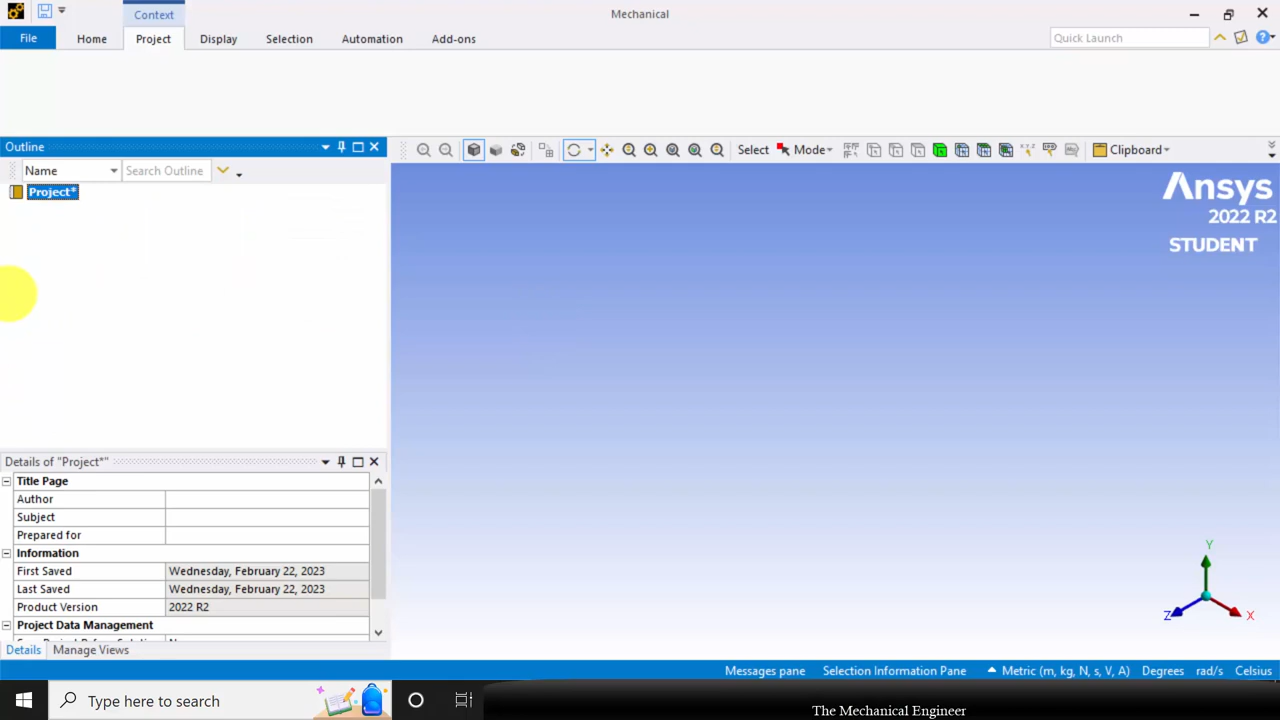 Context
Mechanical
File
Home
Project
Display
Selection
Automation
Add-ons
Quick Launch
Outline
Name
Search Outline
Select
Mode
Clipboard
Project*
Ansys
2022 R2
STUDENT
Details of "Project*"
Title Page
Author
Subject
Prepared for
Information
First Saved Wednesday, February 22, 2023
Last Saved Wednesday, February 22, 2023
Product Version 2022 R2
Project Data Management
Details
Manage Views
Y
Z
X
Messages pane
Selection Information Pane
Metric (m, kg, N, s, V, A)
Degrees
rad/s
Celsius
Type here to search
The Mechanical Engineer